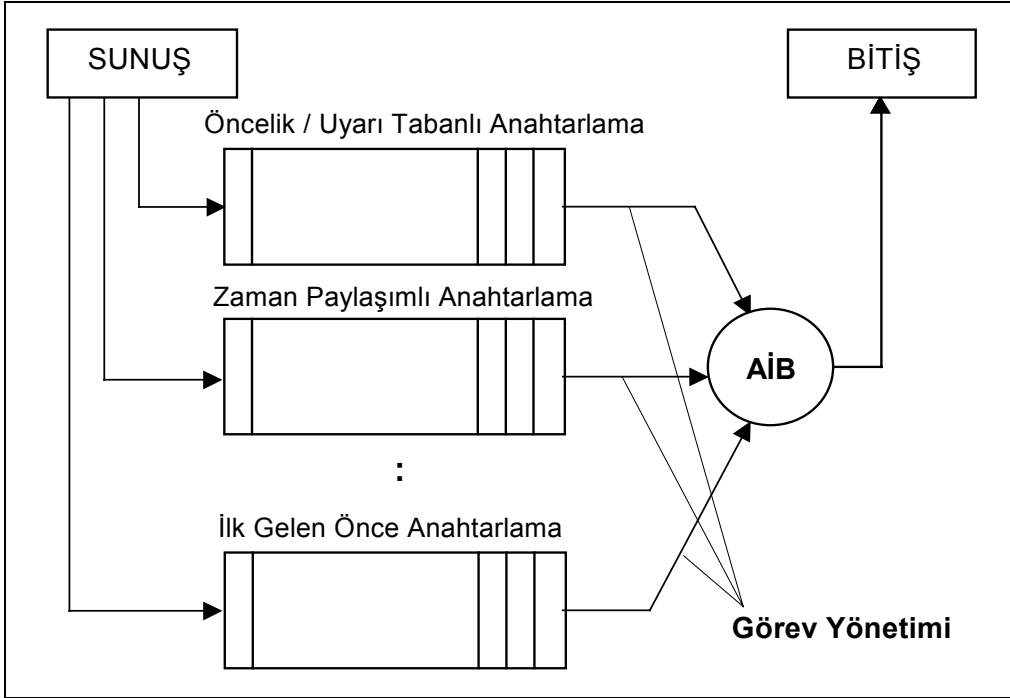 SUNUŞ
BİTİŞ
Öncelik / Uyarı Tabanlı Anahtarlama
Zaman Paylaşımlı Anahtarlama
AİB
:
İlk Gelen Önce Anahtarlama
Görev Yönetimi